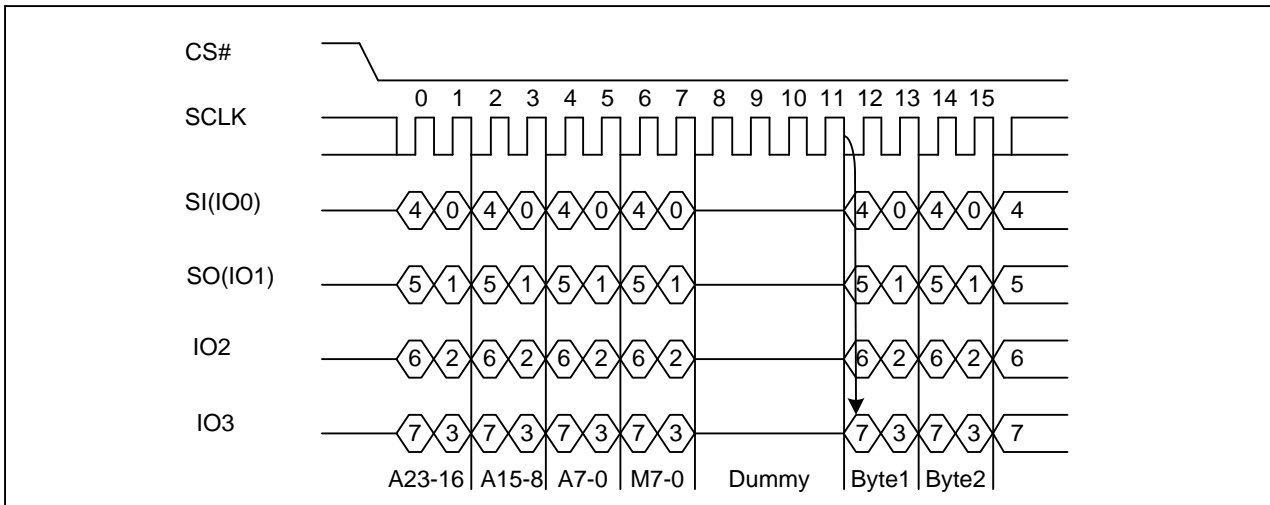 CS#
0 1 2 3 4 5 6 7 8 9 10 11 12 13 14 15
SCLK
SI(IO0) 4 0 4 0 4 0 4 0 4 0 4 0 4
SO(IO1) 5 1 5 1 5 1 5 1 5 1 5 1 5
IO2 6 2 6 2 6 2 6 2 6 2 6 2 6
IO3 7 3 7 3 7 3 7 3 7 3 7 3 7
A23-16 A15-8 A7-0 M7-0 Dummy Byte1 Byte2